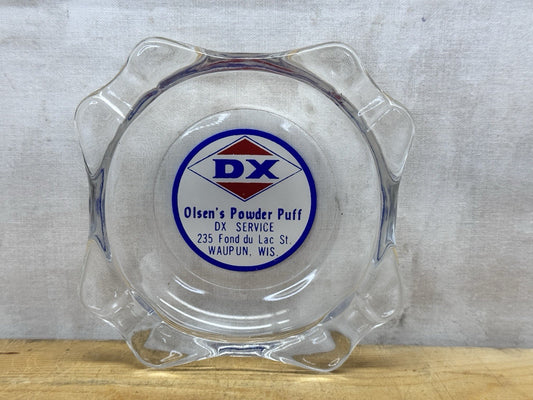 DX
Olsen's Powder Puff
DX SERVICE
235 Fond du Lac St.
WAUPUN, WIS.